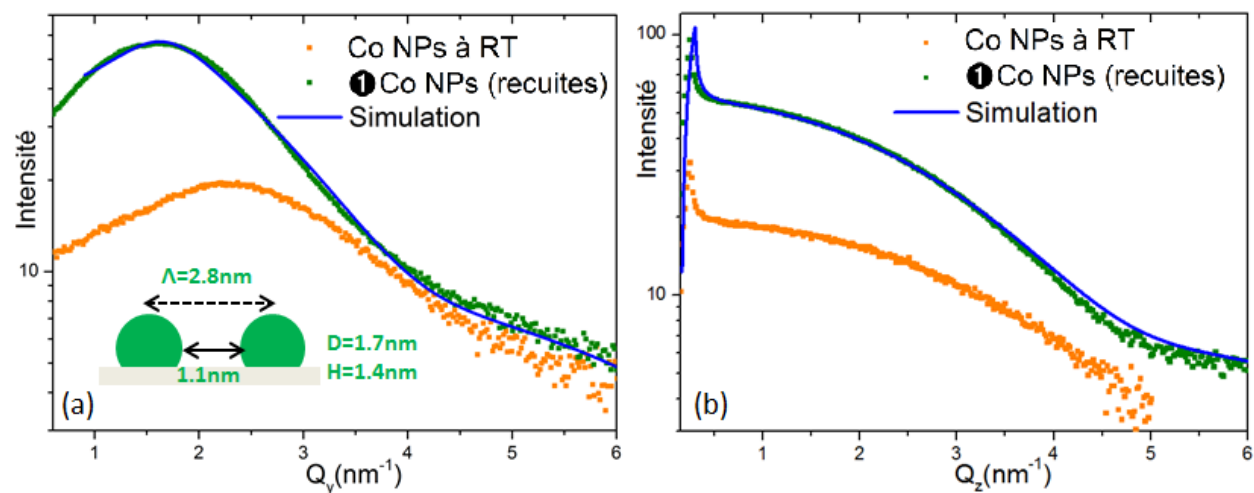 Intensité
10
Co NPs à RT
❶Co NPs (recuites)
Simulation
Λ=2.8nm
1.1nm
D=1.7nm
H=1.4nm
(a)
1 2 3 4 5 6
Qy(nm⁻¹)
Intensité
100
10
Co NPs à RT
❶Co NPs (recuites)
Simulation
(b)
1 2 3 4 5 6
Qz(nm⁻¹)